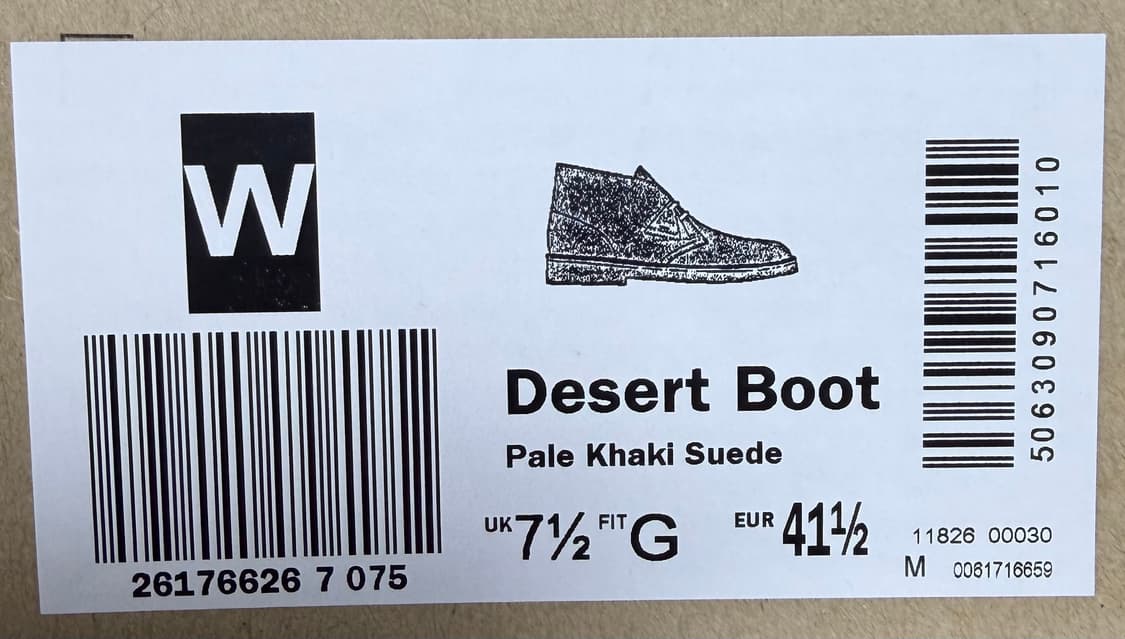 W
26176626 7 075
Desert Boot
Pale Khaki Suede
UK 7½ FIT G EUR 41½
5063090716010
11826 00030
M 0061716659